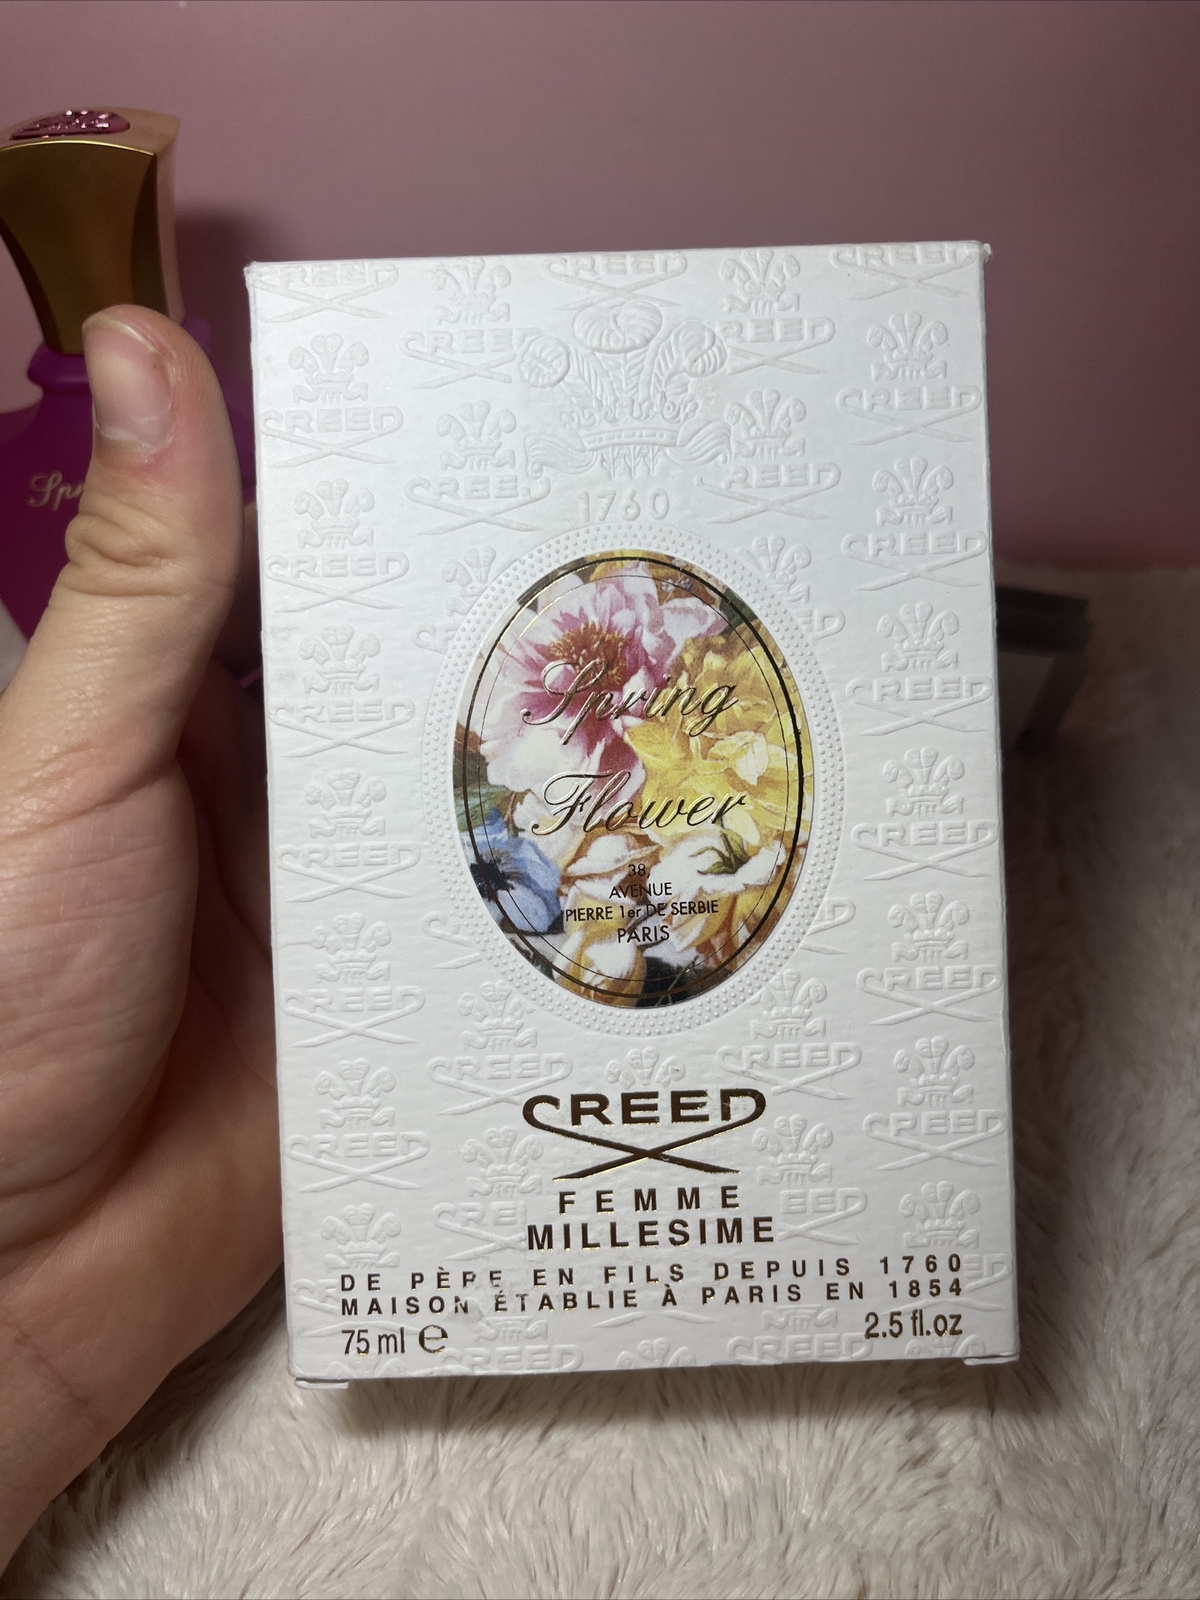 1760
Spring
Flower
38,
AVENUE
PIERRE 1er DE SERBIE
PARIS
CREED
FEMME
MILLESIME
DE PÈRE EN FILS DEPUIS 1760
MAISON ÉTABLIE À PARIS EN 1854
75 ml ℮
2.5 fl.oz